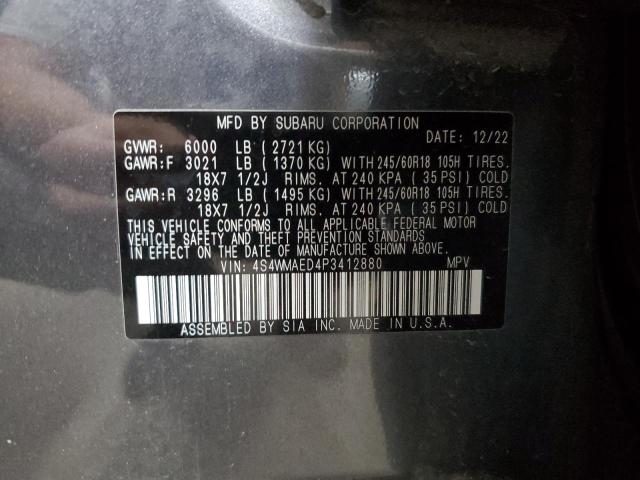 MFD BY SUBARU CORPORATION
DATE: 12/22
GVWR: 6000 LB ( 2721 KG)
GAWR:F 3021 LB ( 1370 KG) WITH 245/60R18 105H TIRES.
18X7 1/2J RIMS. AT 240 KPA ( 35 PSI) COLD
GAWR:R 3296 LB ( 1495 KG) WITH 245/60R18 105H TIRES.
18X7 1/2J RIMS. AT 240 KPA ( 35 PSI) COLD
THIS VEHICLE CONFORMS TO ALL APPLICABLE FEDERAL MOTOR
VEHICLE SAFETY AND THEFT PREVENTION STANDARDS IN
EFFECT ON THE DATE OF MANUFACTURE SHOWN ABOVE.
VIN: 4S4WMAED4P3412880 MPV
ASSEMBLED BY SIA INC. MADE IN U.S.A.